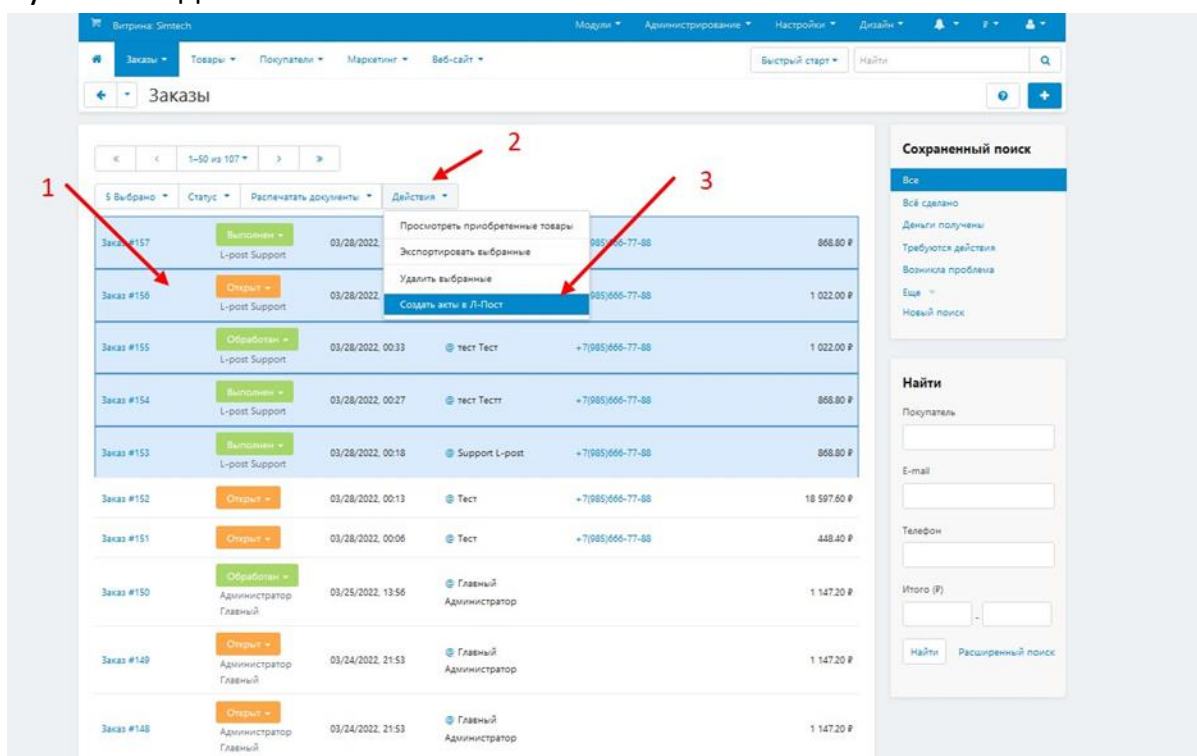 Витрина: Simtech
Модули
Администрирование
Настройки
Дизайн
₽
Заказы
Товары
Покупатели
Маркетинг
Веб-сайт
Быстрый старт
Найти
Заказы
1–50 из 107
5 Выбрано
Статус
Распечатать документы
Действия
1
2
3
Просмотреть приобретенные товары
Экспортировать выбранные
Удалить выбранные
Создать акты в Л-Пост
Заказ #157 Выполнен 03/28/2022, 985)666-77-88 868.80 ₽
L-post Support
Заказ #156 Открыт 03/28/2022, 985)666-77-88 1 022.00 ₽
L-post Support
Заказ #155 Обработан 03/28/2022, 00:33 @ тест Тест +7(985)666-77-88 1 022.00 ₽
L-post Support
Заказ #154 Выполнен 03/28/2022, 00:27 @ тест Тестт +7(985)666-77-88 868.80 ₽
L-post Support
Заказ #153 Выполнен 03/28/2022, 00:18 @ Support L-post +7(985)666-77-88 868.80 ₽
L-post Support
Заказ #152 Открыт 03/28/2022, 00:13 @ Тест +7(985)666-77-88 18 597.60 ₽
Заказ #151 Открыт 03/28/2022, 00:06 @ Тест +7(985)666-77-88 448.40 ₽
Заказ #150 Обработан 03/25/2022, 13:56 @ Главный 1 147.20 ₽
Администратор Администратор
Главный
Заказ #149 Открыт 03/24/2022, 21:53 @ Главный 1 147.20 ₽
Администратор Администратор
Главный
Заказ #148 Открыт 03/24/2022, 21:53 @ Главный 1 147.20 ₽
Администратор Администратор
Главный
Сохраненный поиск
Все
Всё сделано
Деньги получены
Требуются действия
Возникла проблема
Еще
Новый поиск
Найти
Покупатель
E-mail
Телефон
Итого (₽)
-
Найти Расширенный поиск